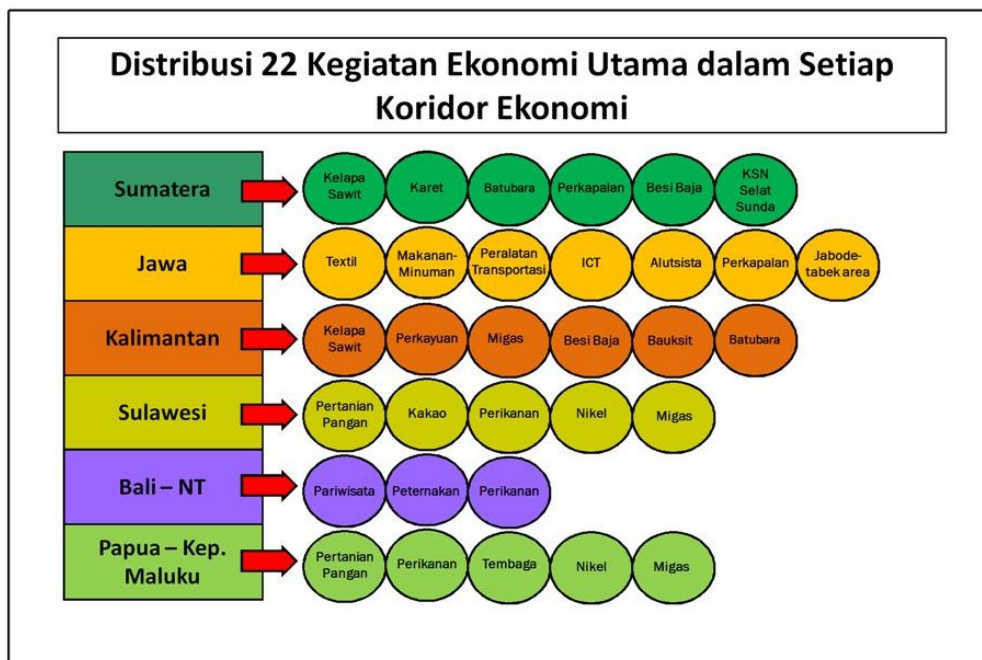 Distribusi 22 Kegiatan Ekonomi Utama dalam Setiap
Koridor Ekonomi
Sumatera
Kelapa
Sawit
Karet
Batubara
Perkapalan
Besi Baja
KSN
Selat
Sunda
Jawa
Textil
Makanan-
Minuman
Peralatan
Transportasi
ICT
Alutsista
Perkapalan
Jabode-
tabek area
Kalimantan
Kelapa
Sawit
Perkayuan
Migas
Besi Baja
Bauksit
Batubara
Sulawesi
Pertanian
Pangan
Kakao
Perikanan
Nikel
Migas
Bali – NT
Pariwisata
Peternakan
Perikanan
Papua – Kep.
Maluku
Pertanian
Pangan
Perikanan
Tembaga
Nikel
Migas